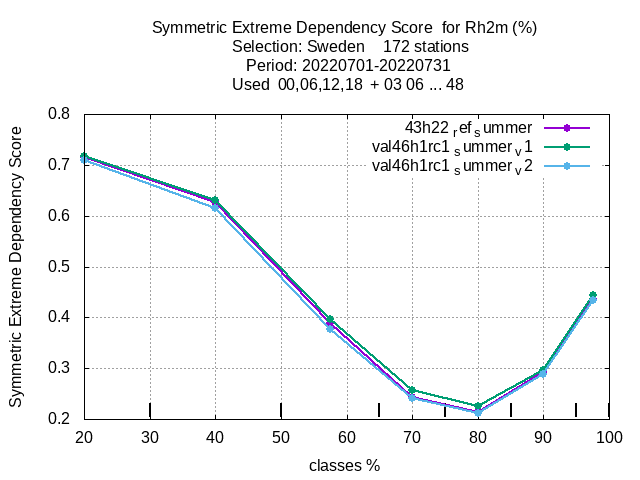 Symmetric Extreme Dependency Score  for Rh2m (%)
Selection: Sweden    172 stations
Period: 20220701-20220731
Used  00,06,12,18  + 03 06 ... 48
43h22 ref summer
val46h1rc1 summer v1
val46h1rc1 summer v2
Symmetric Extreme Dependency Score
0.8
0.7
0.6
0.5
0.4
0.3
0.2
20 30 40 50 60 70 80 90 100
classes %